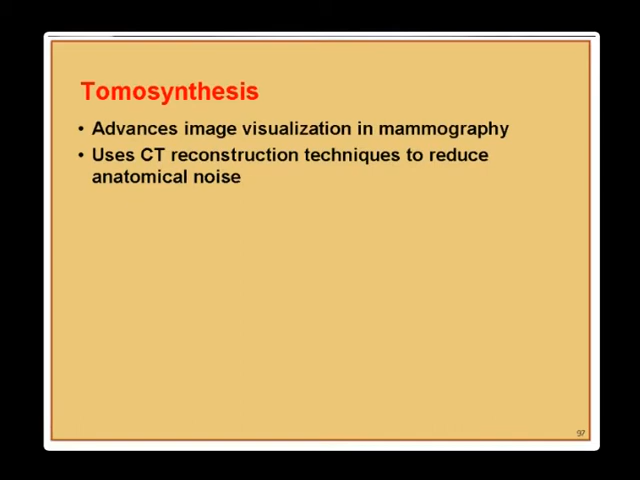 Tomosynthesis
• Advances image visualization in mammography
• Uses CT reconstruction techniques to reduce
anatomical noise
97